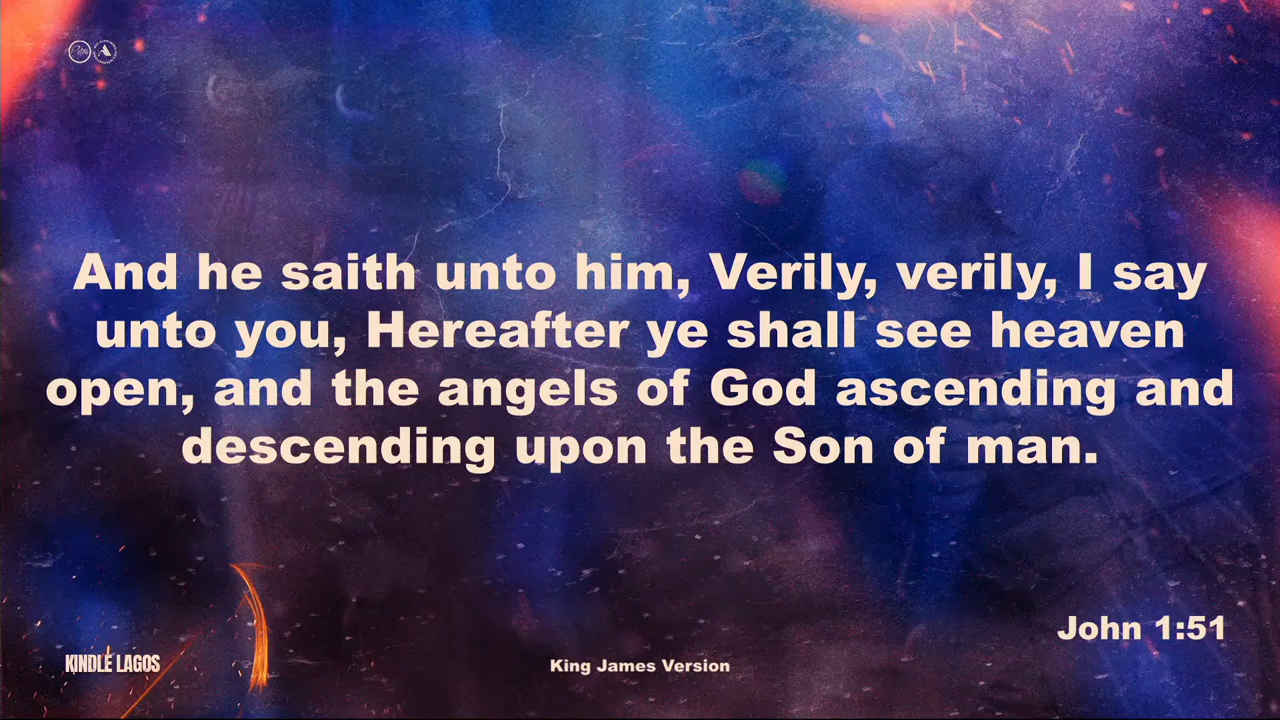 And he saith unto him, Verily, verily, I say
unto you, Hereafter ye shall see heaven
open, and the angels of God ascending and
descending upon the Son of man.
John 1:51
KINDLE LAGOS
King James Version